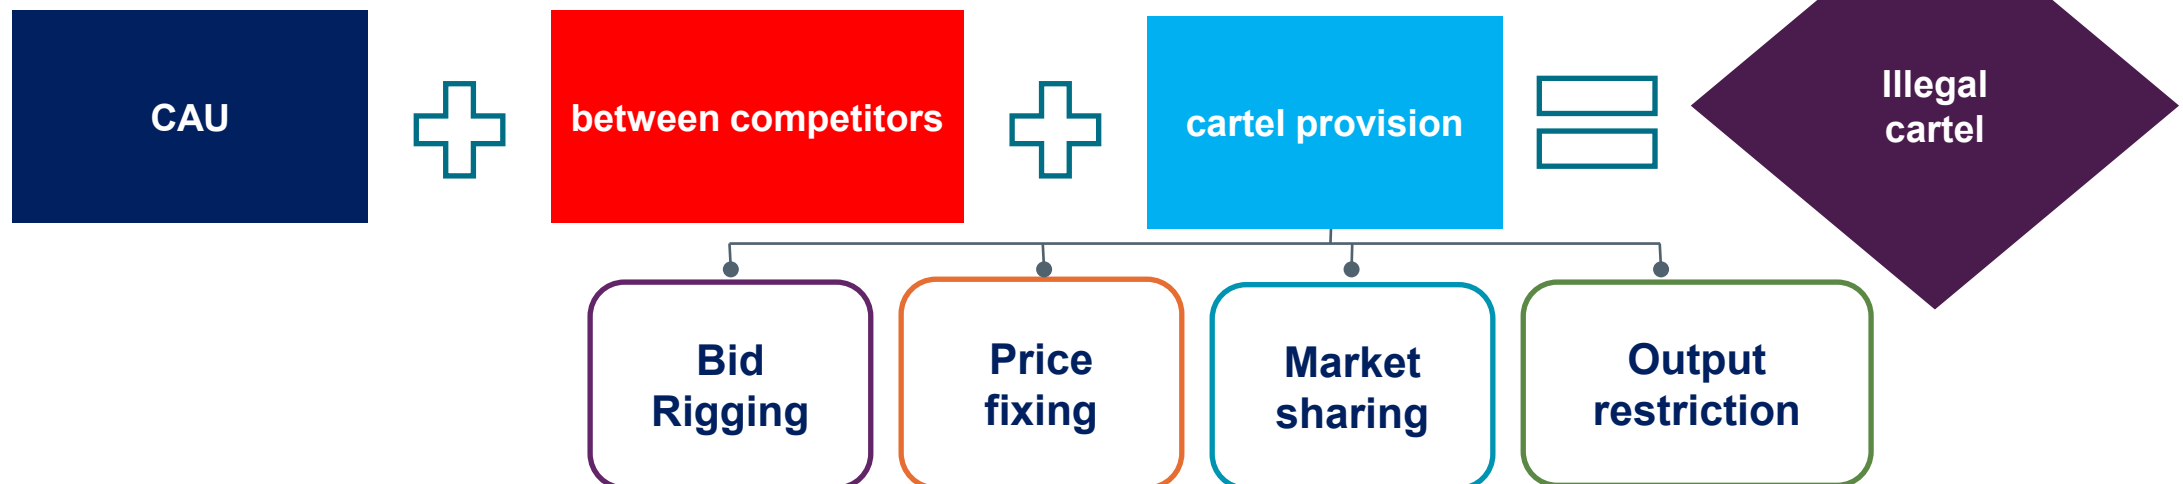 CAU
between competitors
cartel provision
Illegal
cartel
Bid
Rigging
Price
fixing
Market
sharing
Output
restriction